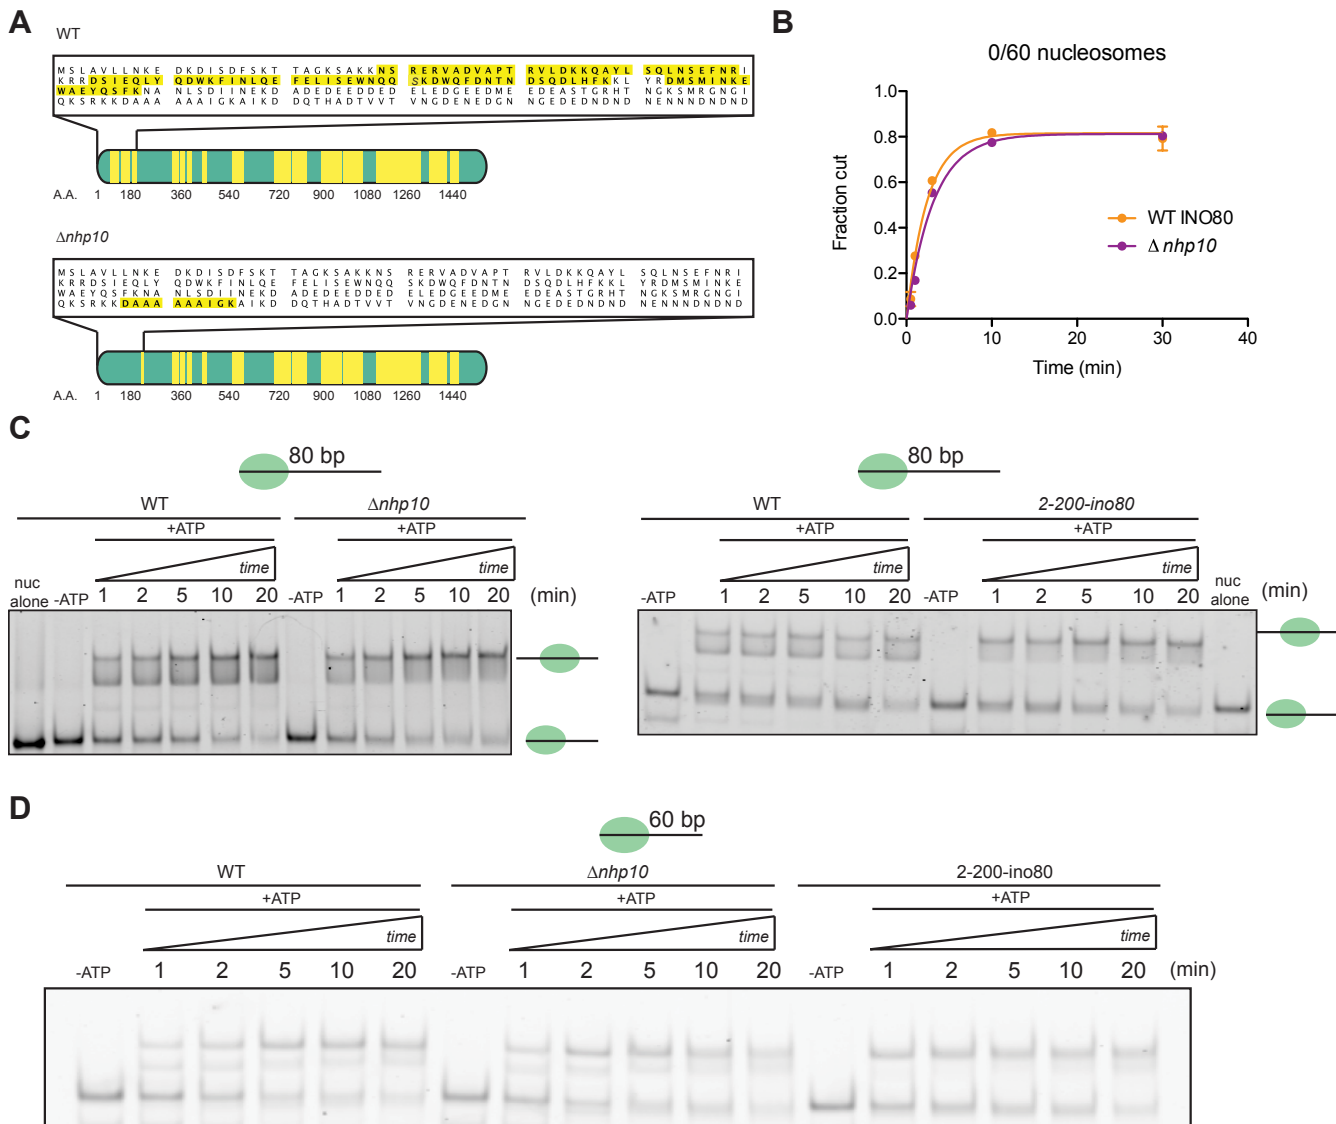 A
WT
MSLAVLLNKE DKDISDFSKT TAGKSAKKNS RERVADVAPT RVLDKKQAYL SQLNSEFNRI
KRRDSIEQLY QDWKFINLQE FELISEWNQQ SKDWQFDNTN DSQDLHFKKL YRDMSMINKE
WAEYQSFKNA NLSDIINEKD ADEDEEDDED ELEDGEEDME EDEASTGRHT NGKSMRGNGI
QKSRKKDAAA AAAIGKAIKD DQTHADTVVT VNGDENEDGN NGEDEDNDND NENNNDNDND
A.A. 1 180 360 540 720 900 1080 1260 1440
Δnhp10
MSLAVLLNKE DKDISDFSKT TAGKSAKKNS RERVADVAPT RVLDKKQAYL SQLNSEFNRI
KRRDSIEQLY QDWKFINLQE FELISEWNQQ SKDWQFDNTN DSQDLHFKKL YRDMSMINKE
WAEYQSFKNA NLSDIINEKD ADEDEEDDED ELEDGEEDME EDEASTGRHT NGKSMRGNGI
QKSRKKDAAA AAAIGKAIKD DQTHADTVVT VNGDENEDGN NGEDEDNDND NENNNDNDND
A.A. 1 180 360 540 720 900 1080 1260 1440
B
0/60 nucleosomes
Fraction cut
1.0
0.8
0.6
0.4
0.2
0.0
WT INO80
Δ nhp10
0 10 20 30 40
Time (min)
C
80 bp
WT Δnhp10
+ATP +ATP
time time
nuc alone -ATP 1 2 5 10 20 -ATP 1 2 5 10 20 (min)
80 bp
WT 2-200-ino80
+ATP +ATP
time time
-ATP 1 2 5 10 20 -ATP 1 2 5 10 20 nuc alone (min)
D
60 bp
WT Δnhp10 2-200-ino80
+ATP +ATP +ATP
time time time
-ATP 1 2 5 10 20 -ATP 1 2 5 10 20 -ATP 1 2 5 10 20 (min)